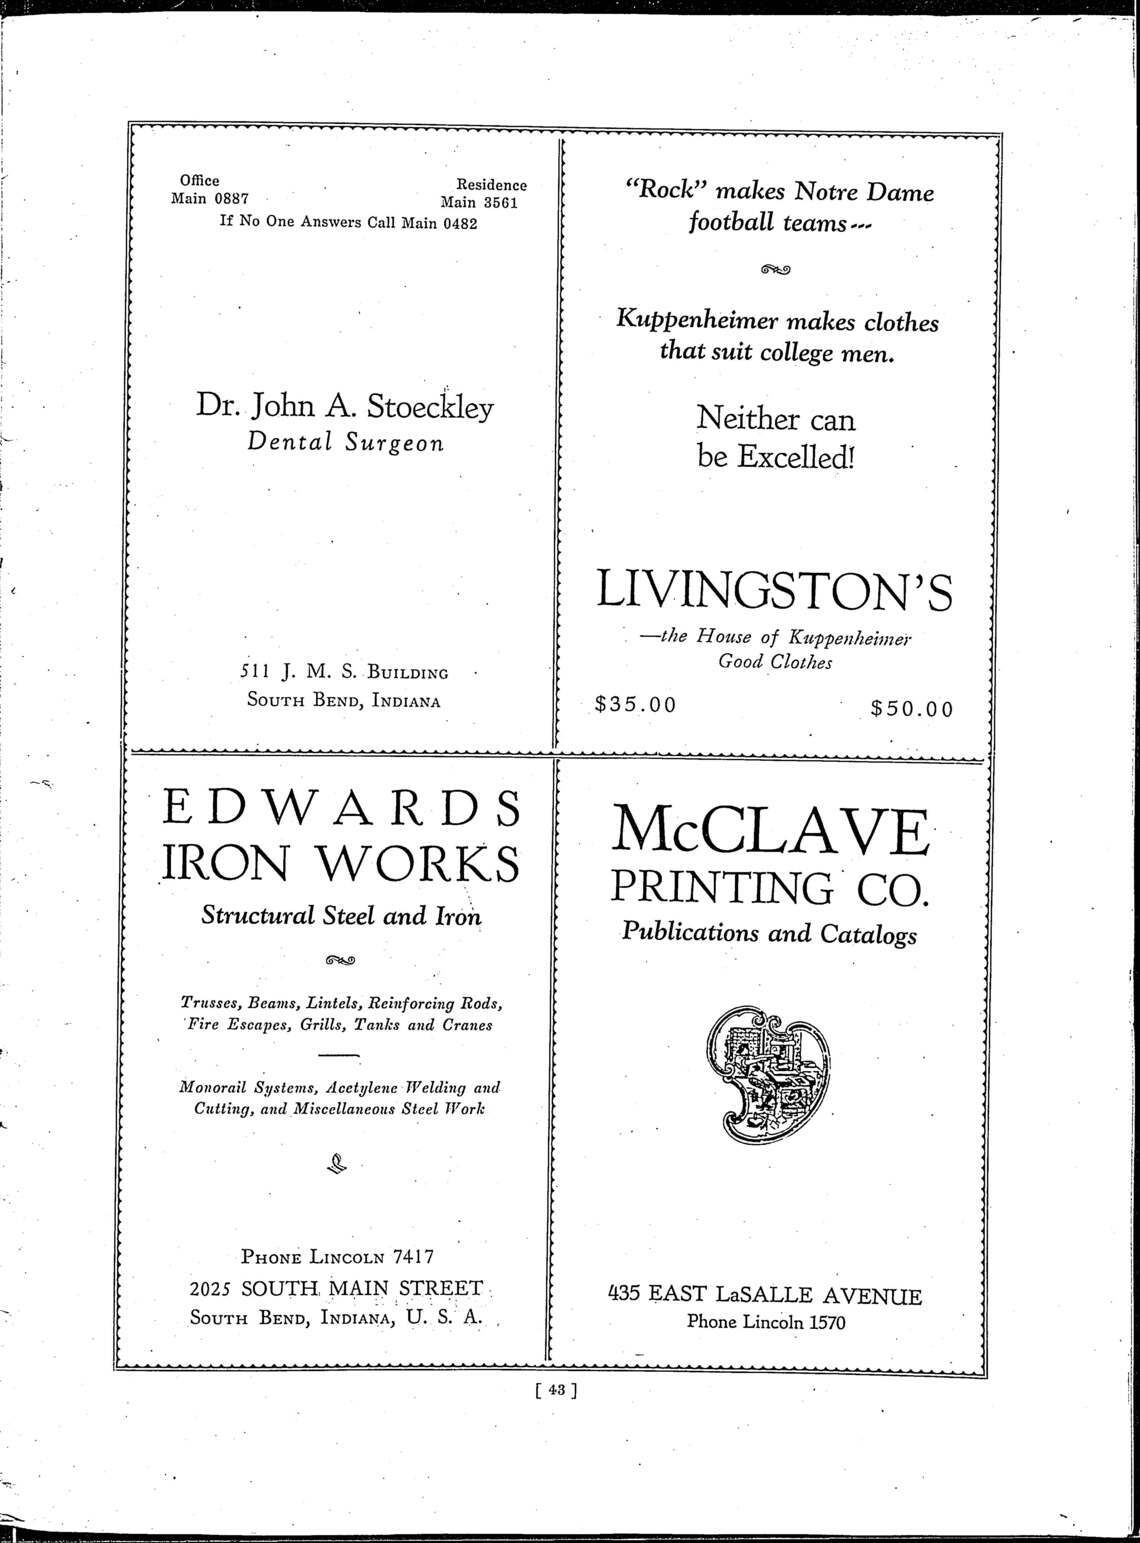 Office
Main 0887
Residence
Main 3561
If No One Answers Call Main 0482
Dr. John A. Stoeckley
Dental Surgeon
511 J. M. S. Building
South Bend, Indiana
“Rock” makes Notre Dame
football teams---
Kuppenheimer makes clothes
that suit college men.
Neither can
be Excelled!
LIVINGSTON’S
—the House of Kuppenheimer
Good Clothes
$35.00 $50.00
EDWARDS
IRON WORKS
Structural Steel and Iron
Trusses, Beams, Lintels, Reinforcing Rods,
Fire Escapes, Grills, Tanks and Cranes
Monorail Systems, Acetylene Welding and
Cutting, and Miscellaneous Steel Work
Phone Lincoln 7417
2025 SOUTH MAIN STREET
South Bend, Indiana, U. S. A.
McCLAVE
PRINTING CO.
Publications and Catalogs
435 EAST LaSALLE AVENUE
Phone Lincoln 1570
[ 43 ]